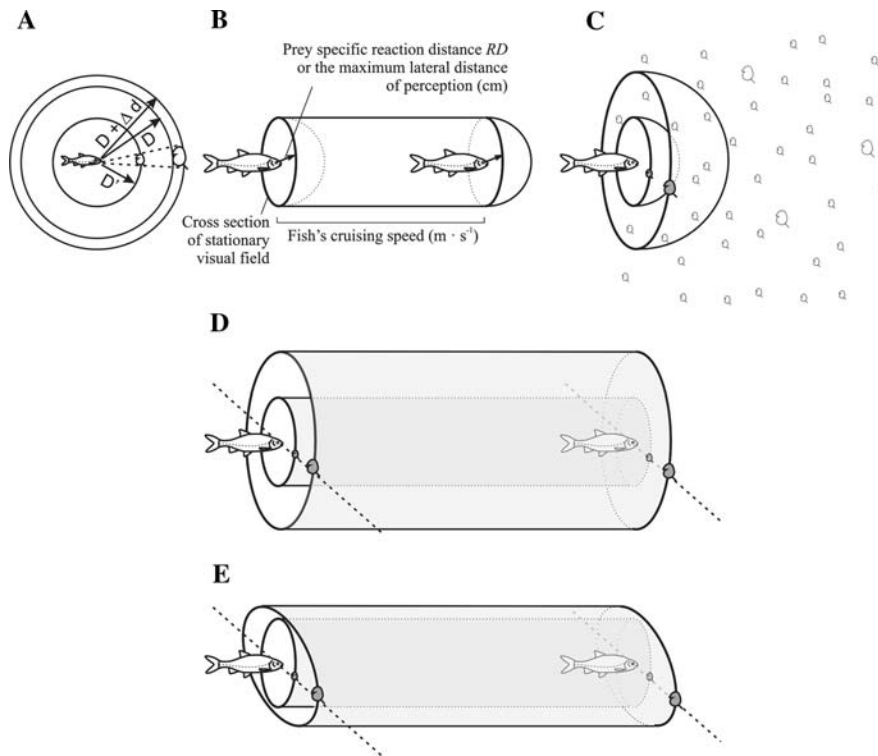 A
B
C
Prey specific reaction distance RD
or the maximum lateral distance
of perception (cm)
D + Δ d
D
D'
Cross section
of stationary
visual field
Fish's cruising speed (m · s⁻¹)
D
E